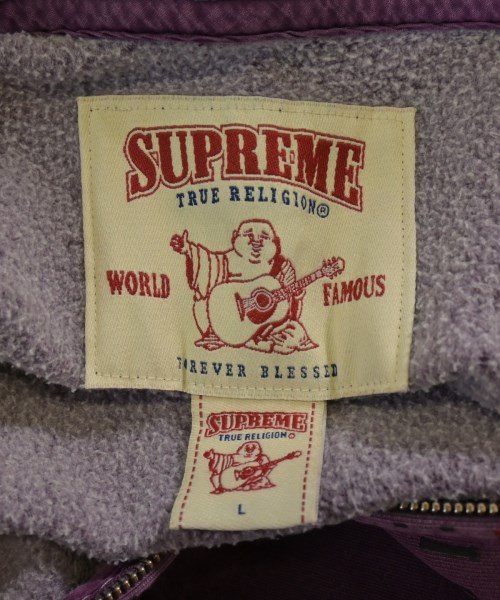 SUPREME
TRUE RELIGION®
WORLD FAMOUS
FOREVER BLESSED
SUPREME
TRUE RELIGION®
L